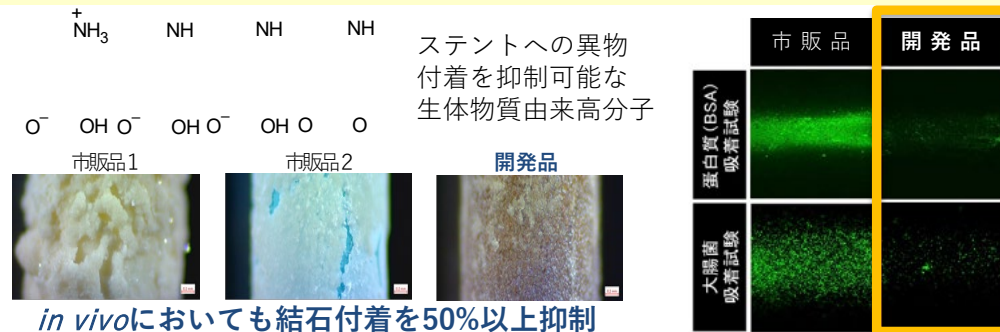 +
NH3 NH NH NH
O− OH O− OH O− OH O O
ステントへの異物
付着を抑制可能な
生体物質由来高分子
市販品1 市販品2 開発品
in vivoにおいても結石付着を50%以上抑制
市販品 開発品
蛋白質(BSA)
吸着試験
大腸菌
吸着試験